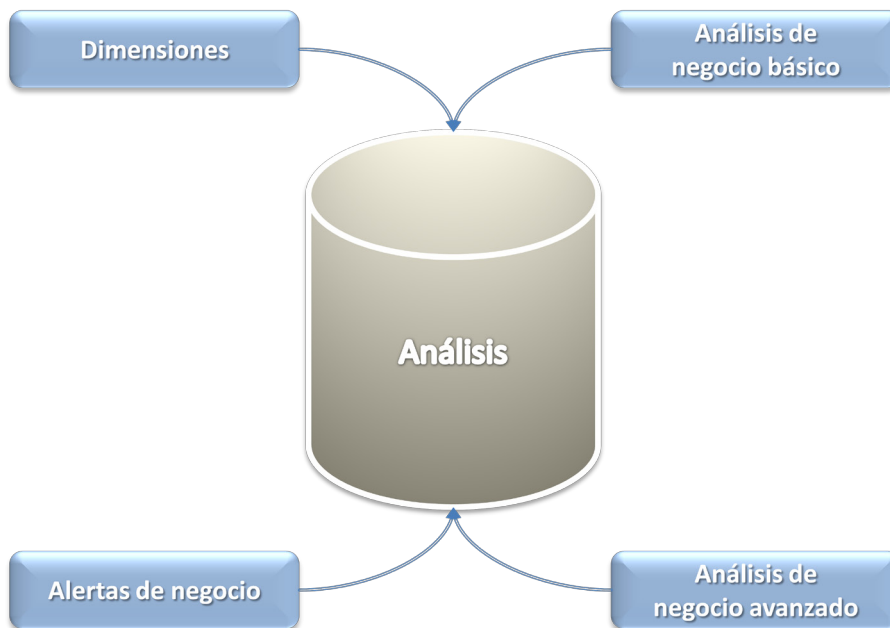 Dimensiones
Análisis de
negocio básico
Análisis
Alertas de negocio
Análisis de
negocio avanzado